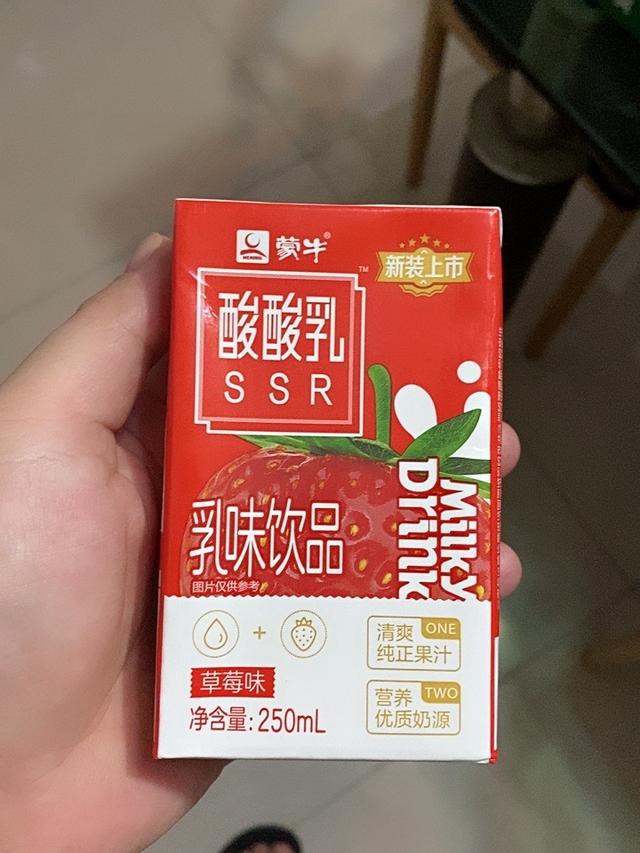 蒙牛®
MENGNIU
新装上市
TM
酸酸乳
SSR
Milky
Drink
乳味饮品
图片仅供参考
+
清爽 ONE
纯正果汁
草莓味
营养 TWO
优质奶源
净含量:250mL